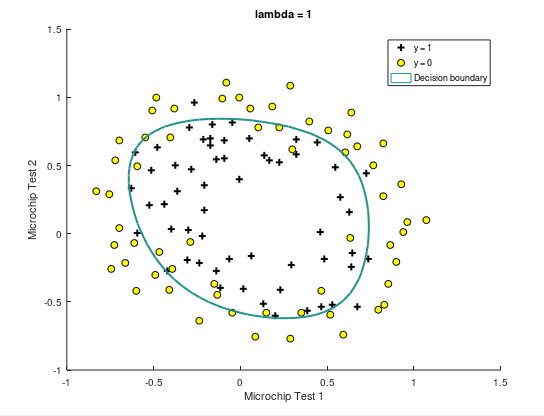 lambda = 1
1.5
1
0.5
0
-0.5
-1
Microchip Test 2
y = 1
y = 0
Decision boundary
-1
-0.5
0
0.5
1
1.5
Microchip Test 1